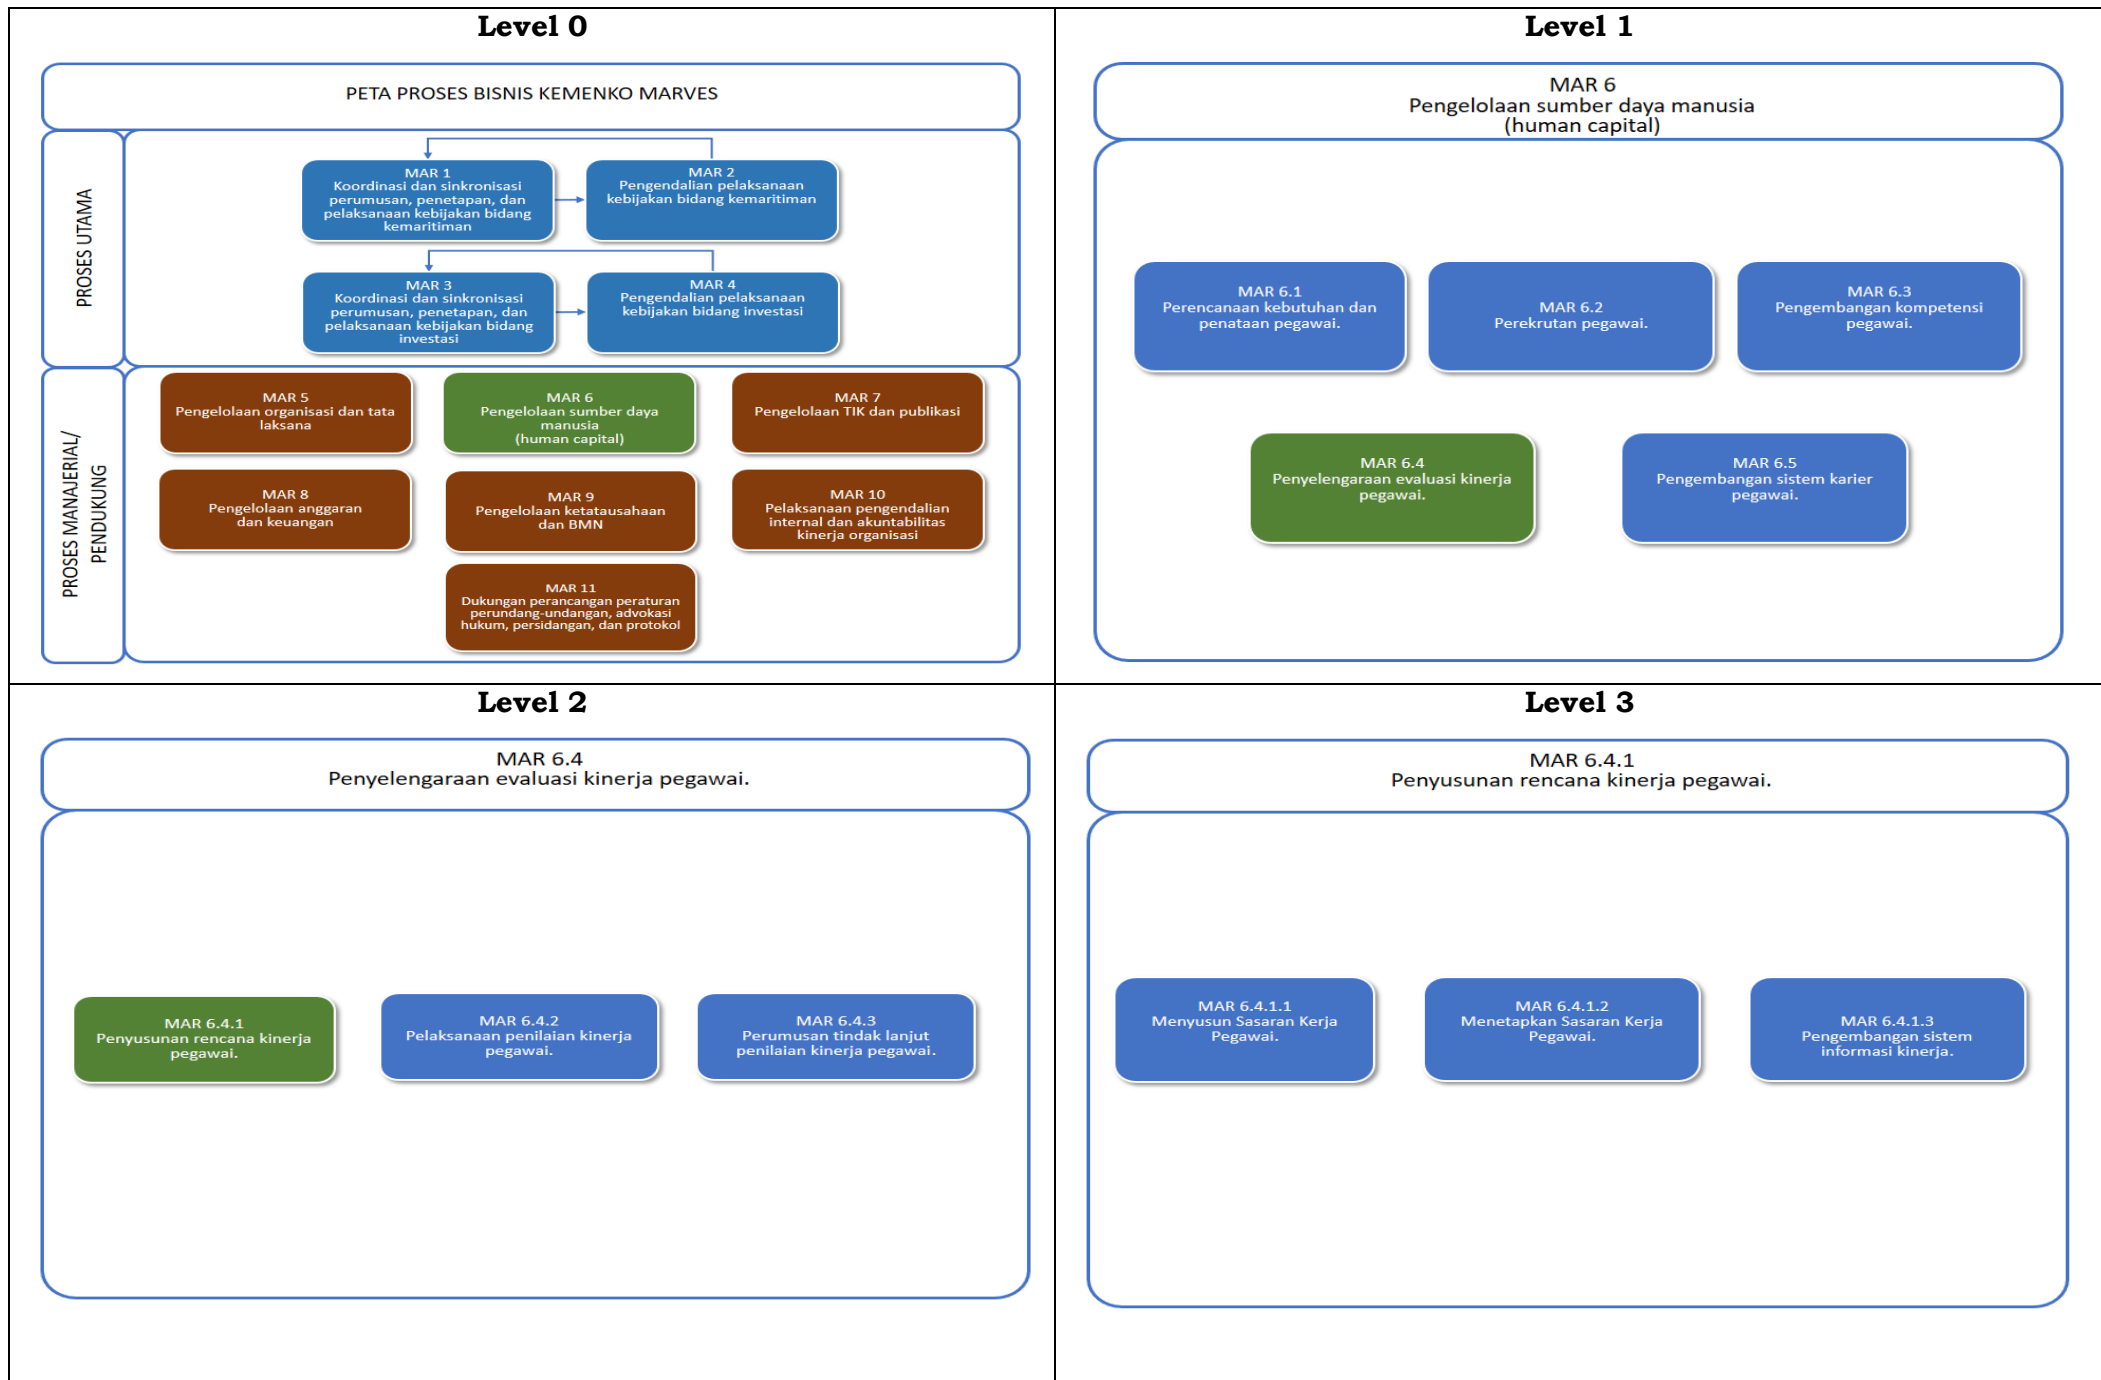 Level 0
PETA PROSES BISNIS KEMENKO MARVES
PROSES UTAMA
MAR 1
Koordinasi dan sinkronisasi
perumusan, penetapan, dan
pelaksanaan kebijakan bidang
kemaritiman
MAR 2
Pengendalian pelaksanaan
kebijakan bidang kemaritiman
MAR 3
Koordinasi dan sinkronisasi
perumusan, penetapan, dan
pelaksanaan kebijakan bidang
investasi
MAR 4
Pengendalian pelaksanaan
kebijakan bidang investasi
PROSES MANAJERIAL/
PENDUKUNG
MAR 5
Pengelolaan organisasi dan tata
laksana
MAR 6
Pengelolaan sumber daya
manusia
(human capital)
MAR 7
Pengelolaan TIK dan publikasi
MAR 8
Pengelolaan anggaran
dan keuangan
MAR 9
Pengelolaan ketatausahaan
dan BMN
MAR 10
Pelaksanaan pengendalian
internal dan akuntabilitas
kinerja organisasi
MAR 11
Dukungan perancangan peraturan
perundang-undangan, advokasi
hukum, persidangan, dan protokol
Level 1
MAR 6
Pengelolaan sumber daya manusia
(human capital)
MAR 6.1
Perencanaan kebutuhan dan
penataan pegawai.
MAR 6.2
Perekrutan pegawai.
MAR 6.3
Pengembangan kompetensi
pegawai.
MAR 6.4
Penyelengaraan evaluasi kinerja
pegawai.
MAR 6.5
Pengembangan sistem karier
pegawai.
Level 2
MAR 6.4
Penyelengaraan evaluasi kinerja pegawai.
MAR 6.4.1
Penyusunan rencana kinerja
pegawai.
MAR 6.4.2
Pelaksanaan penilaian kinerja
pegawai.
MAR 6.4.3
Perumusan tindak lanjut
penilaian kinerja pegawai.
Level 3
MAR 6.4.1
Penyusunan rencana kinerja pegawai.
MAR 6.4.1.1
Menyusun Sasaran Kerja
Pegawai.
MAR 6.4.1.2
Menetapkan Sasaran Kerja
Pegawai.
MAR 6.4.1.3
Pengembangan sistem
informasi kinerja.